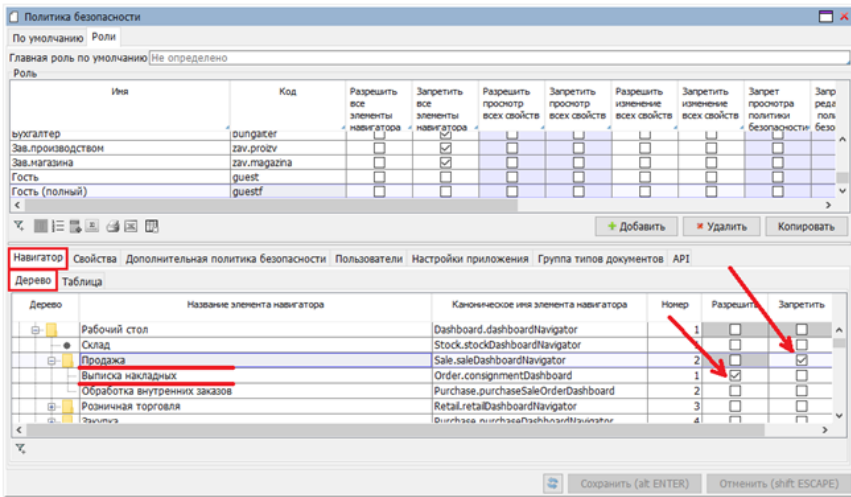 Политика безопасности
По умолчанию Роли
Главная роль по умолчанию Не определено
Роль
Имя Код Разрешить все элементы навигатора Запретить все элементы навигатора Разрешить просмотр всех свойств Запретить просмотр всех свойств Разрешить изменение всех свойств Запретить изменение всех свойств Запрет просмотра политики безопасности
Бухгалтер bungalter
Зав.производством zav.proizv
Зав.магазина zav.magazina
Гость guest
Гость (полный) guestf
Добавить Удалить Копировать
Навигатор Свойства Дополнительная политика безопасности Пользователи Настройки приложения Группа типов документов API
Дерево Таблица
Дерево Название элемента навигатора Каноническое имя элемента навигатора Номер Разрешить Запретить
Рабочий стол Dashboard.dashboardNavigator 1
Склад Stock.stockDashboardNavigator
Продажа Sale.saleDashboardNavigator 2
Выписка накладных Order.consignmentDashboard 1
Обработка внутренних заказов Purchase.purchaseSaleOrderDashboard 2
Розничная торговля Retail.retailDashboardNavigator 3
Закупка Purchase.purchaseDashboardNavigator 4
Сохранить (alt ENTER) Отменить (shift ESCAPE)